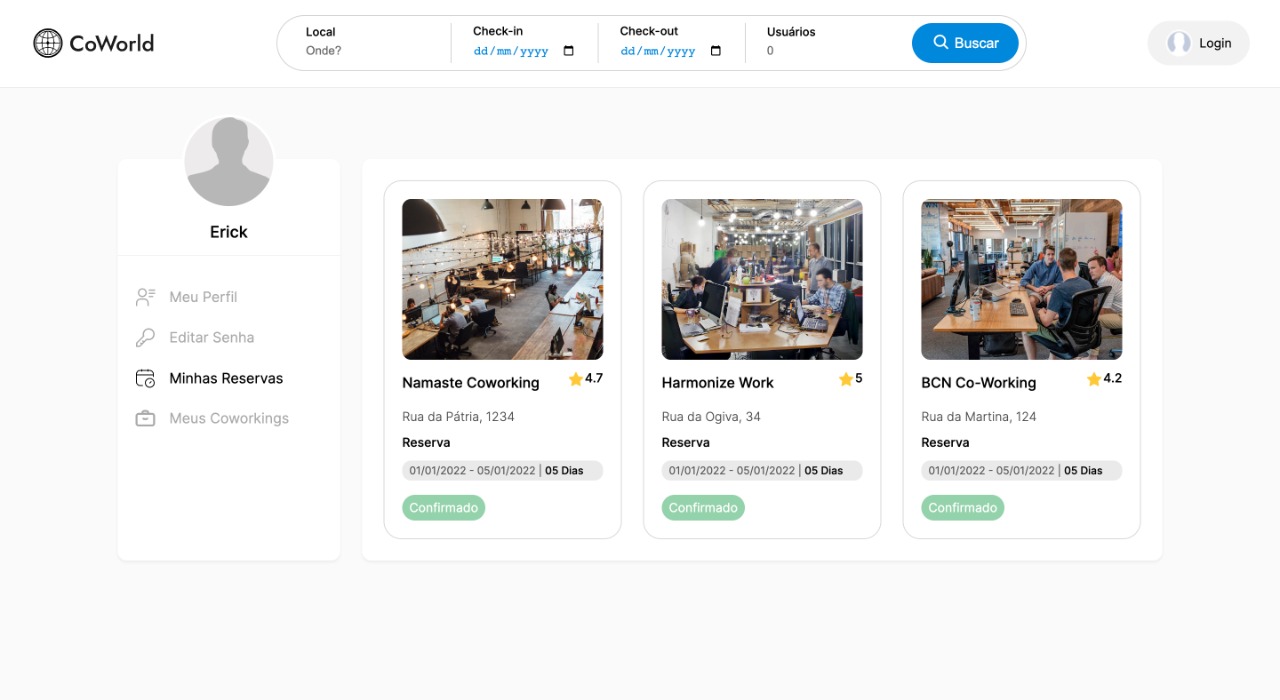 CoWorld
Local
Onde?
Check-in
dd/mm/yyyy
Check-out
dd/mm/yyyy
Usuários
0
Buscar
Login
Erick
Meu Perfil
Editar Senha
Minhas Reservas
Meus Coworkings
Namaste Coworking 4.7
Rua da Pátria, 1234
Reserva
01/01/2022 - 05/01/2022 | 05 Dias
Confirmado
Harmonize Work 5
Rua da Ogiva, 34
Reserva
01/01/2022 - 05/01/2022 | 05 Dias
Confirmado
BCN Co-Working 4.2
Rua da Martina, 124
Reserva
01/01/2022 - 05/01/2022 | 05 Dias
Confirmado